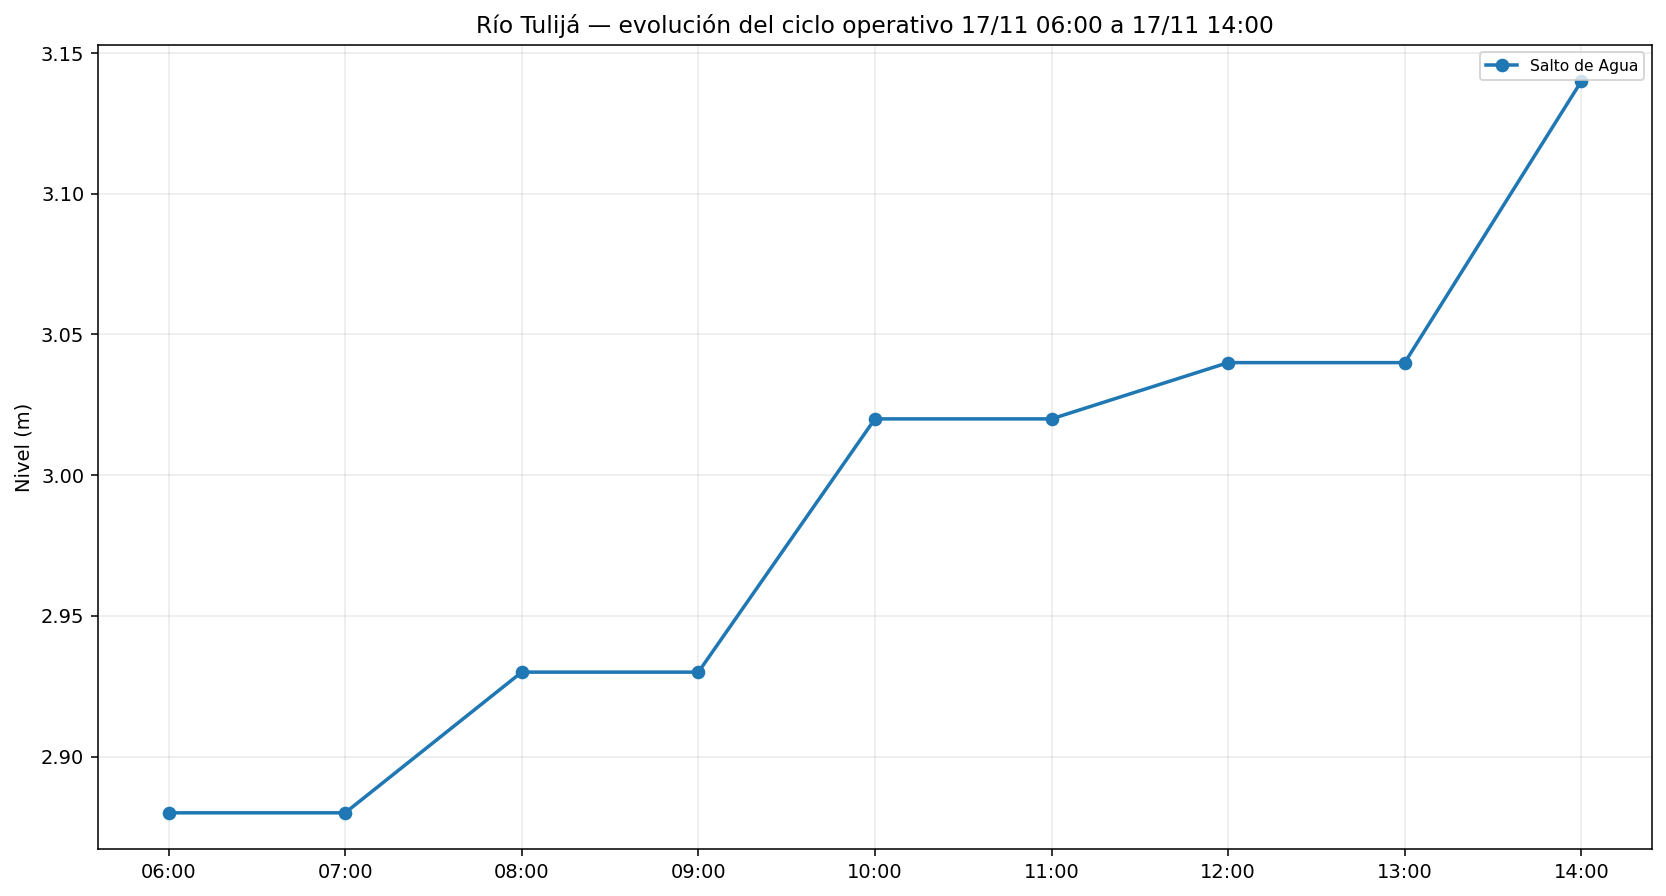 Río Tulijá — evolución del ciclo operativo 17/11 06:00 a 17/11 14:00
Salto de Agua
Nivel (m)
3.15
3.10
3.05
3.00
2.95
2.90
06:00 07:00 08:00 09:00 10:00 11:00 12:00 13:00 14:00